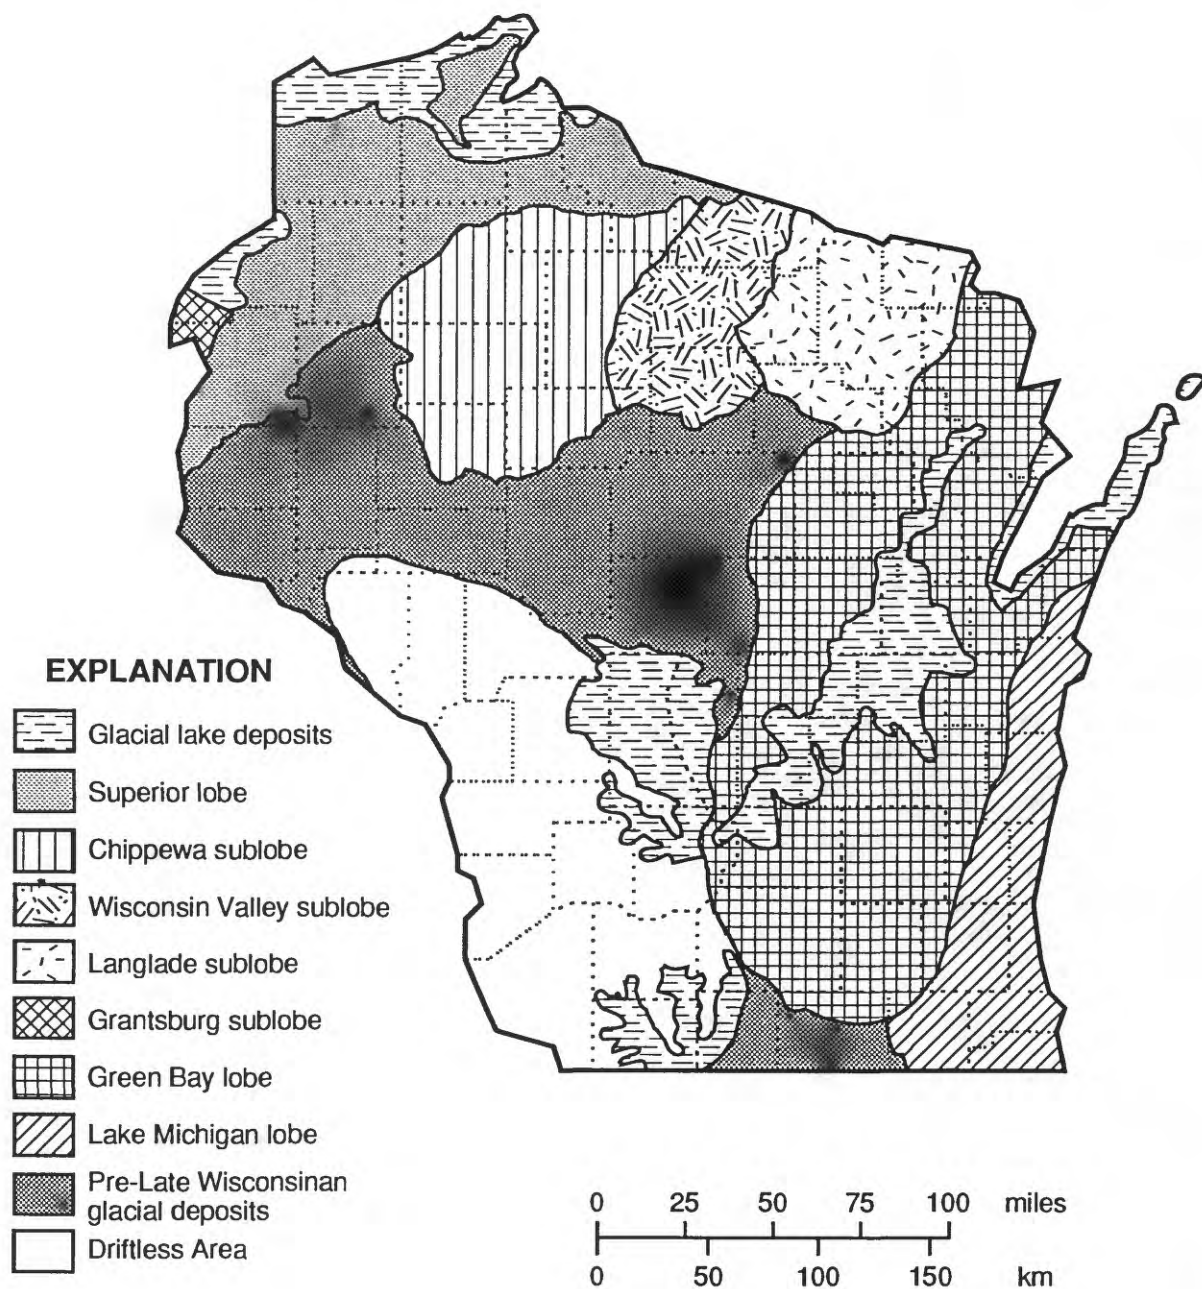 EXPLANATION
Glacial lake deposits
Superior lobe
Chippewa sublobe
Wisconsin Valley sublobe
Langlade sublobe
Grantsburg sublobe
Green Bay lobe
Lake Michigan lobe
Pre-Late Wisconsinan
glacial deposits
Driftless Area
0 25 50 75 100 miles
0 50 100 150 km